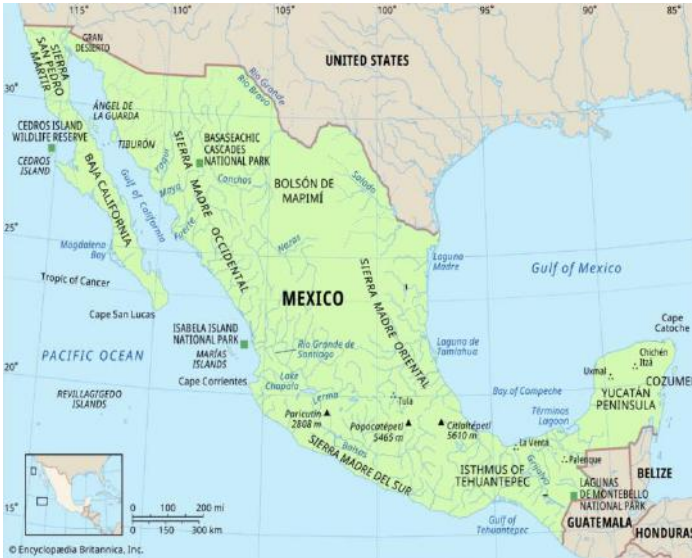 115°
110°
105°
100°
95°
90°
85°
GRAN
DESIERTO
SIERRA
SAN PEDRO
MÁRTIR
UNITED STATES
Rio Grande
Río Bravo
30°
ÁNGEL DE
LA GUARDA
CEDROS ISLAND
WILDLIFE RESERVE
TIBURÓN
BASASEACHIC
CASCADES
NATIONAL PARK
CEDROS
ISLAND
Yaqui
Conchos
BOLSÓN DE
MAPIMÍ
Salado
BAJA CALIFORNIA
Gulf of California
Mayo
Fuerte
SIERRA MADRE OCCIDENTAL
25°
Magdalena
Bay
Nazas
Laguna
Madre
Gulf of Mexico
Tropic of Cancer
SIERRA MADRE ORIENTAL
MEXICO
Cape San Lucas
Cape
Catoche
ISABELA ISLAND
NATIONAL PARK
Río Grande de
Santiago
Laguna de
Tamiahua
PACIFIC OCEAN
MARÍAS
ISLANDS
Chichén
Itzá
Uxmal
20°
Cape Corrientes
Lake
Chapala
Lerma
Tula
Bay of Campeche
YUCATÁN
PENINSULA
COZUMEL
REVILLAGIGEDO
ISLANDS
Términos
Lagoon
Paricutín
2808 m
Popocatépetl
5465 m
Citlaltépetl
5610 m
Balsas
SIERRA MADRE DEL SUR
La Venta
Grijalva
Palenque
ISTHMUS OF
TEHUANTEPEC
BELIZE
LAGUNAS
DE MONTEBELLO
NATIONAL PARK
15°
0 100 200 mi
0 150 300 km
Gulf of
Tehuantepec
GUATEMALA
HONDURAS
© Encyclopædia Britannica, Inc.